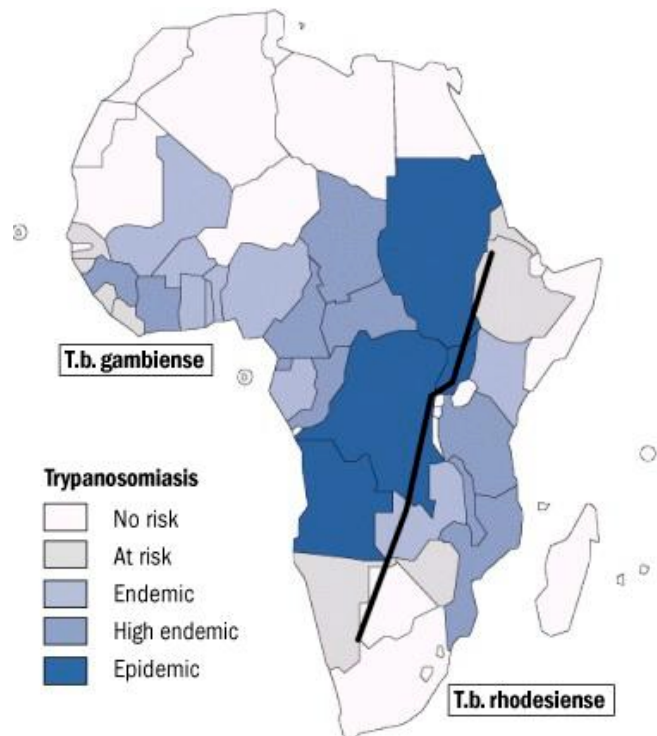 T.b. gambiense
Trypanosomiasis
No risk
At risk
Endemic
High endemic
Epidemic
T.b. rhodesiense